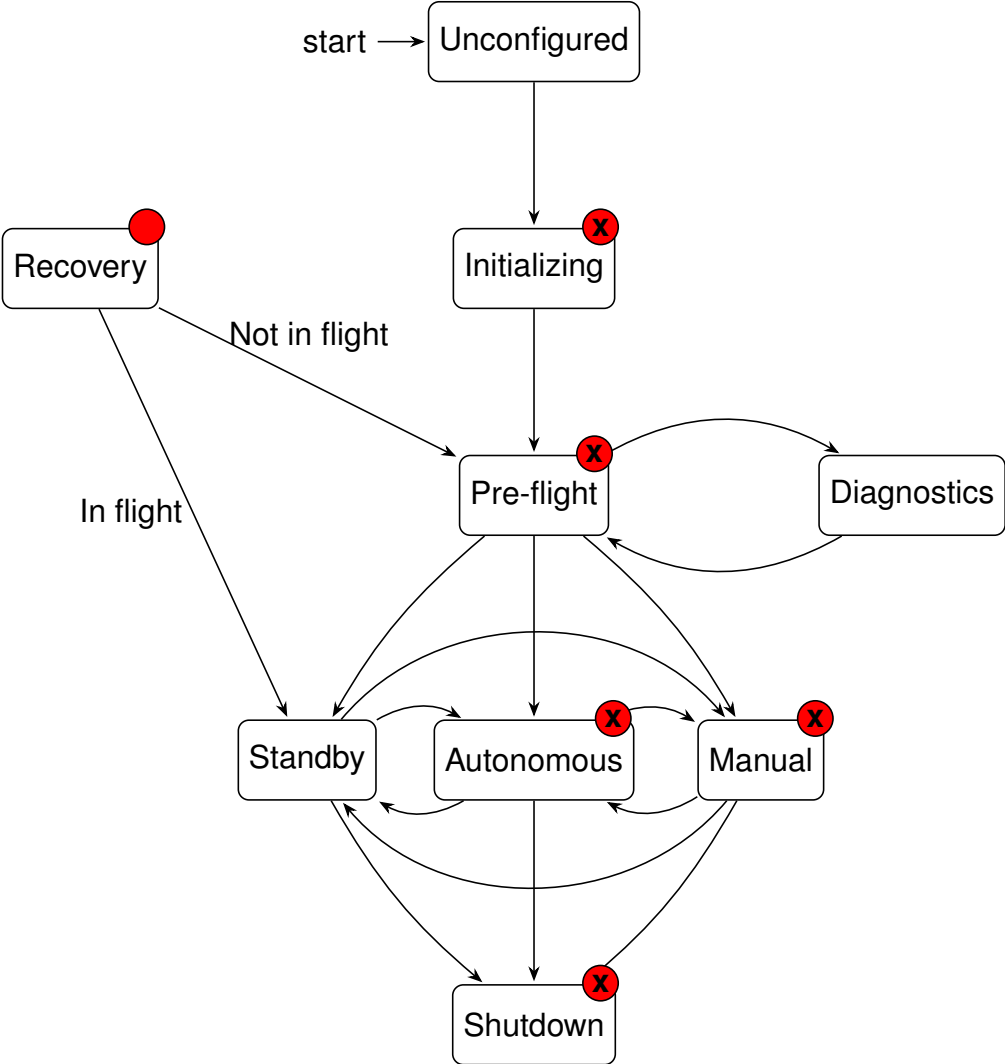 start
Unconfigured
x
Recovery
Initializing
Not in flight
x
Pre-flight
Diagnostics
In flight
x
x
Standby
Autonomous
Manual
x
Shutdown